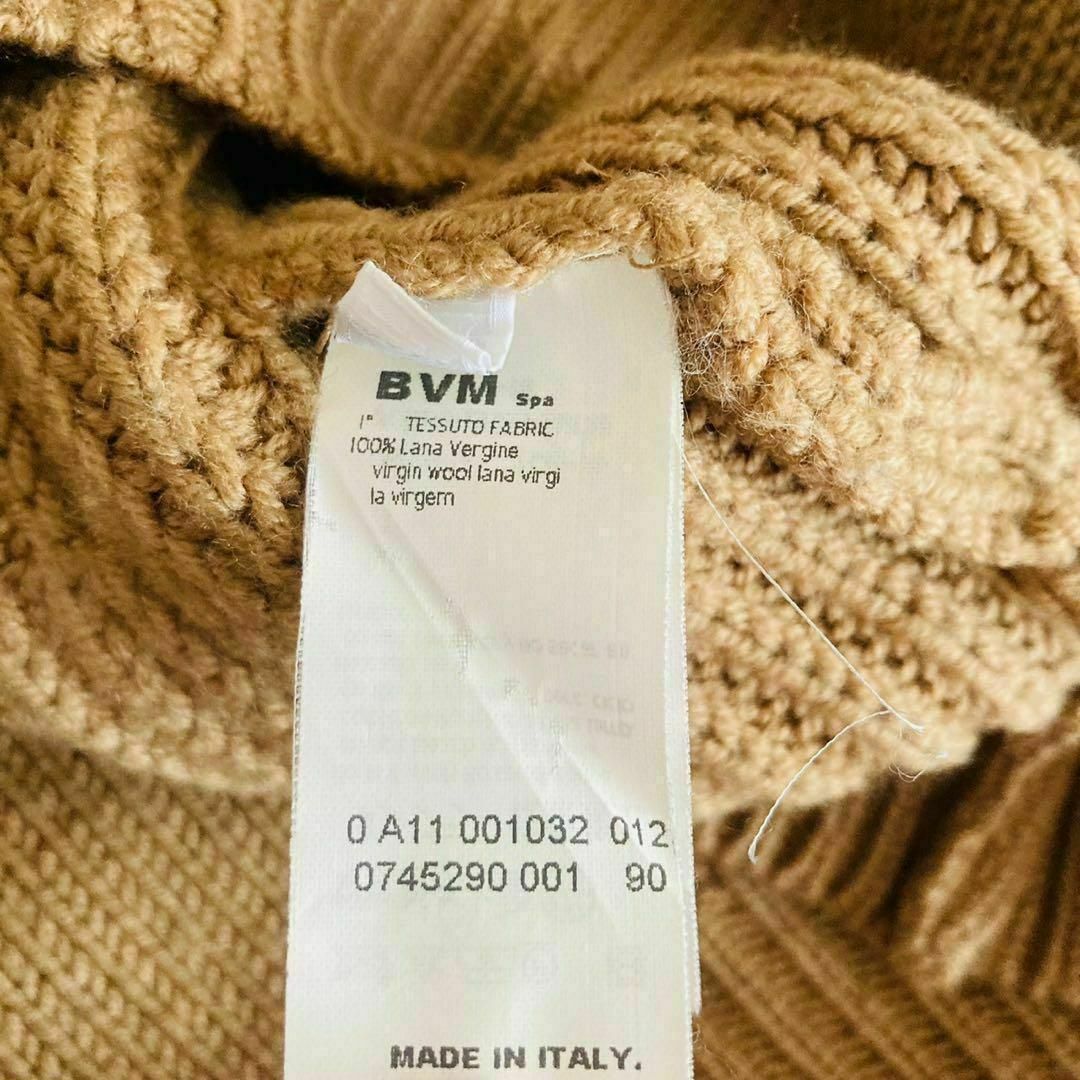 BVM Spa
1° TESSUTO FABRIC
100% Lana Vergine
virgin wool lana virgi
la virgem
0 A11 001032 012
0745290 001 90
MADE IN ITALY.